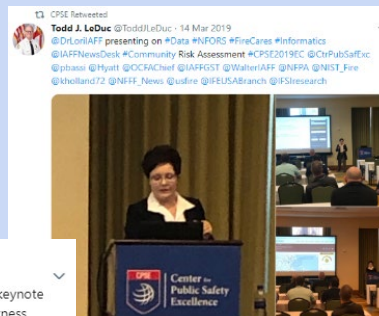 CPSE Retweeted
Todd J. LeDuc @ToddJLeDuc · 14 Mar 2019
@DrLoriIAFF presenting on #Data #NFORS #FireCares #Informatics
@IAFFNewsDesk #Community Risk Assessment #CPSE2019EC @CtrPubSafExc
@pbassi @Hyatt @OCFAChief @IAFFGST @WalterIAFF @NFPA @NIST_Fire
@kholland72 @NFFF_News @usfire @IFEUSABranch @IFSIresearch
keynote
CPSE
Center for
Public Safety
Excellence